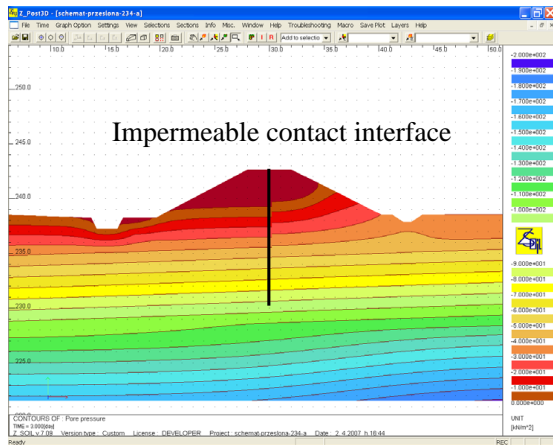 Z_Post3D - [schemat-przeslona-234-a]
File Time Graph Option Settings View Selections Sections Info Misc. Window Help Troubleshooting Macro Save Plot Layers Help
Add to selectio
10.0 15.0 20.0 25.0 30.0 35.0 40.0 45.0 50.0
250.0
245.0
240.0
235.0
230.0
225.0
Impermeable contact interface
-2.000e+002
-1.900e+002
-1.800e+002
-1.700e+002
-1.600e+002
-1.500e+002
-1.400e+002
-1.300e+002
-1.200e+002
-1.100e+002
-1.000e+002
-9.000e+001
-8.000e+001
-7.000e+001
-6.000e+001
-5.000e+001
-4.000e+001
-3.000e+001
-2.000e+001
-1.000e+001
0.000e+000
UNIT
[kN/m^2]
CONTOURS OF : Pore pressure
TIME = 3.000[day]
Z_SOIL v.7.09 Version type : Custom License : DEVELOPER Project : schemat-przeslona-234-a Date : 2.4.2007 h.18:44
Ready
REC